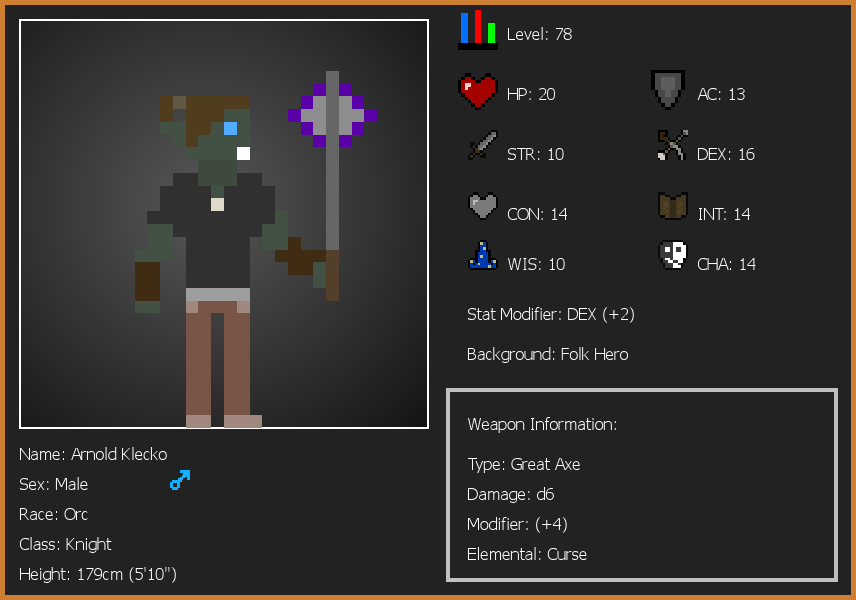 Level: 78
HP: 20
AC: 13
STR: 10
DEX: 16
CON: 14
INT: 14
WIS: 10
CHA: 14
Stat Modifier: DEX (+2)
Background: Folk Hero
Weapon Information:
Type: Great Axe
Damage: d6
Modifier: (+4)
Elemental: Curse
Name: Arnold Klecko
Sex: Male
Race: Orc
Class: Knight
Height: 179cm (5'10")